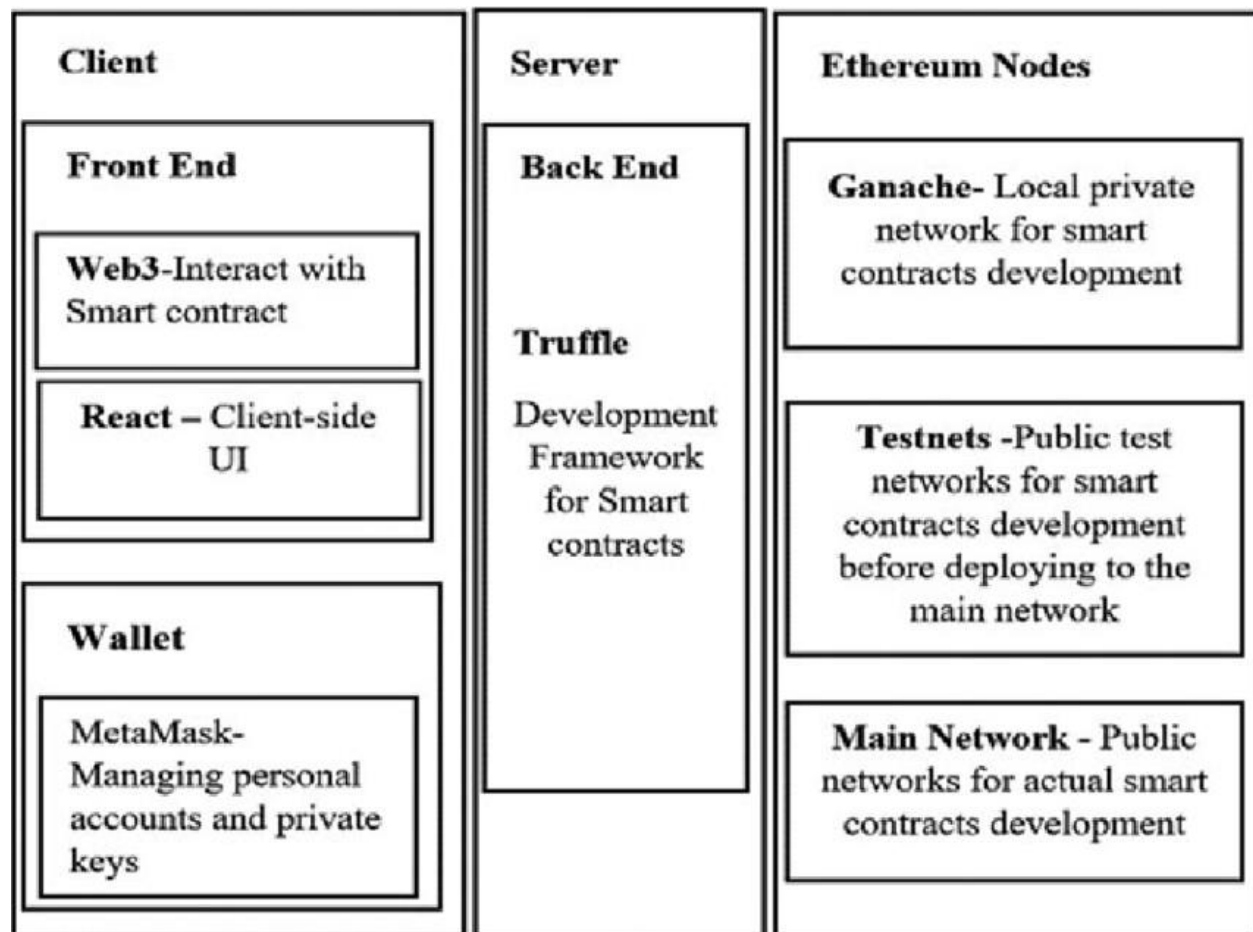 Client
Front End
Web3-Interact with
Smart contract
React – Client-side
UI
Wallet
MetaMask-
Managing personal
accounts and private
keys
Server
Back End
Truffle
Development
Framework
for Smart
contracts
Ethereum Nodes
Ganache- Local private
network for smart
contracts development
Testnets -Public test
networks for smart
contracts development
before deploying to the
main network
Main Network - Public
networks for actual smart
contracts development